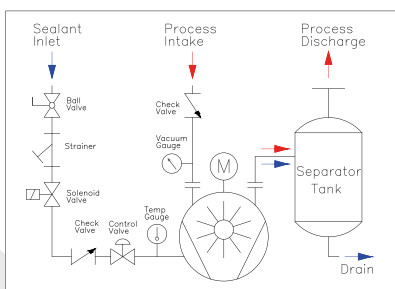 Sealant
Inlet
Process
Intake
Process
Discharge
Ball
Valve
Check
Valve
Strainer
Vacuum
Gauge
M
Separator
Tank
Solenoid
Valve
Check
Valve
Control
Valve
Temp
Gauge
Drain